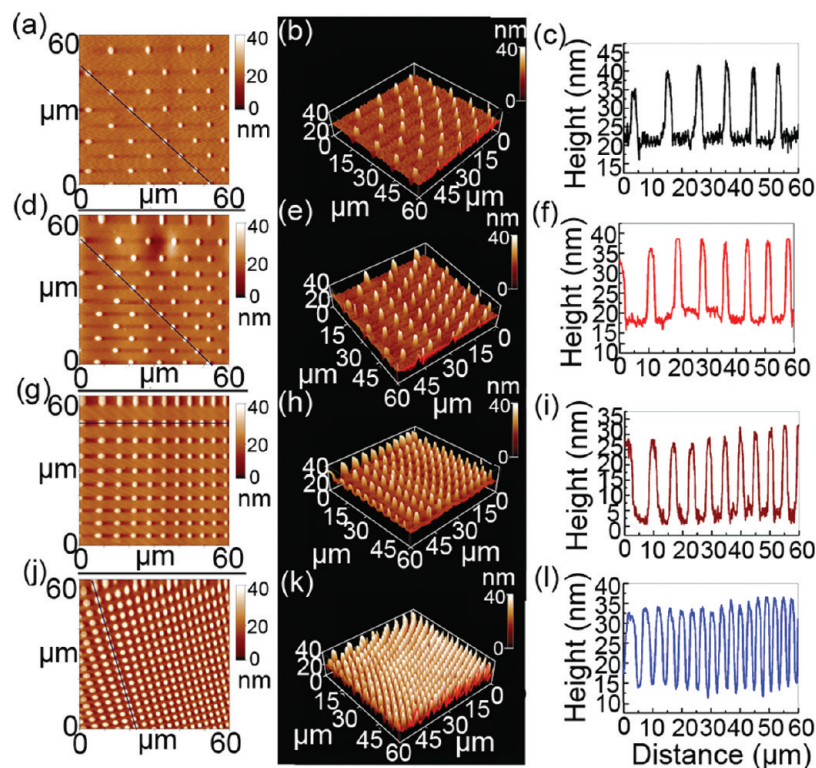 (a) 60 μm 0 μm 60 40 20 0 nm
(b) nm 40 0 40 20 0 15 30 45 60 μm 0 15 30 45 μm
(c) Height (nm) 45 40 35 30 25 20 15 0 10 20 30 40 50 60
(d) 60 μm 0 μm 60 40 20 0 nm
(e) nm 40 0 40 20 0 15 30 45 60 μm 0 15 30 45 μm
(f) Height (nm) 40 35 30 25 20 15 10 0 10 20 30 40 50 60
(g) 60 μm 0 μm 60 40 20 0 nm
(h) nm 40 0 40 20 0 15 30 45 60 μm 0 15 30 45 μm
(i) Height (nm) 35 30 25 20 15 10 5 0 0 10 20 30 40 50 60
(j) 60 μm 0 μm 60 40 20 0 nm
(k) nm 40 0 40 20 0 15 30 45 60 μm 0 15 30 45 μm
(l) Height (nm) 40 35 30 25 20 15 10 0 10 20 30 40 50 60
Distance (μm)